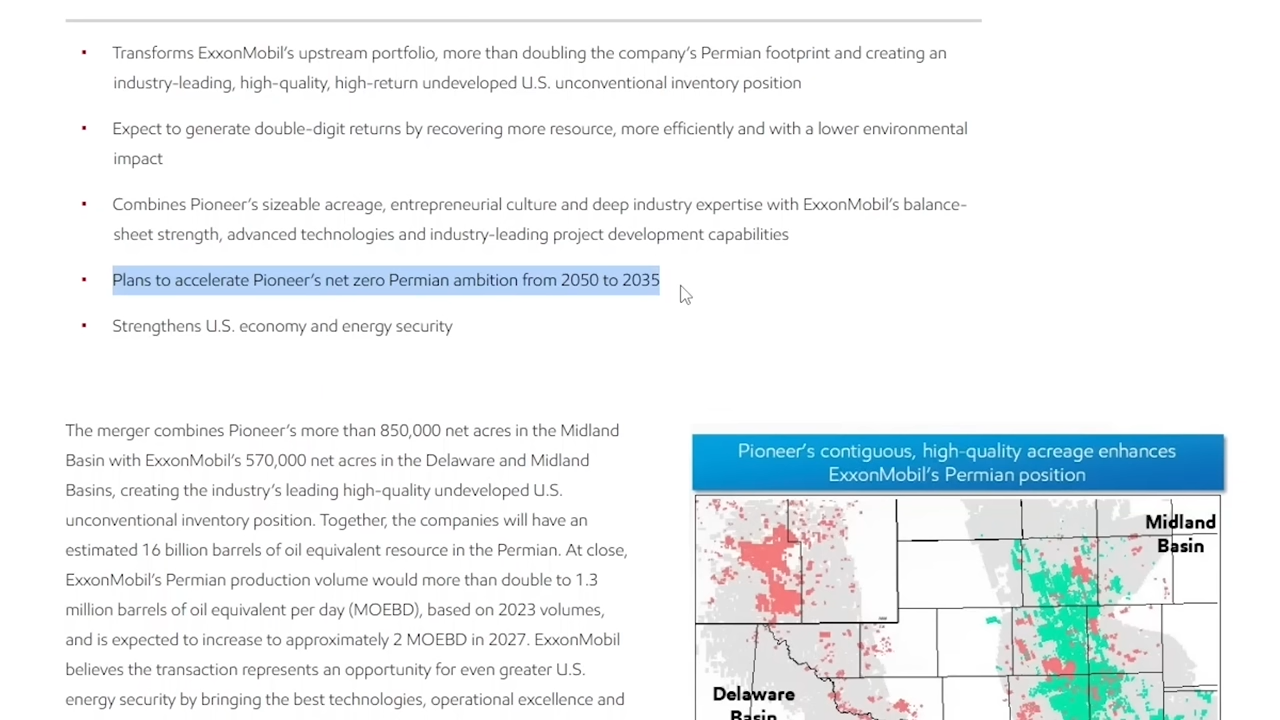 Transforms ExxonMobil's upstream portfolio, more than doubling the company's Permian footprint and creating an
industry-leading, high-quality, high-return undeveloped U.S. unconventional inventory position
Expect to generate double-digit returns by recovering more resource, more efficiently and with a lower environmental
impact
Combines Pioneer's sizeable acreage, entrepreneurial culture and deep industry expertise with ExxonMobil's balance-
sheet strength, advanced technologies and industry-leading project development capabilities
Plans to accelerate Pioneer's net zero Permian ambition from 2050 to 2035
Strengthens U.S. economy and energy security
The merger combines Pioneer's more than 850,000 net acres in the Midland
Basin with ExxonMobil's 570,000 net acres in the Delaware and Midland
Basins, creating the industry's leading high-quality undeveloped U.S.
unconventional inventory position. Together, the companies will have an
estimated 16 billion barrels of oil equivalent resource in the Permian. At close,
ExxonMobil's Permian production volume would more than double to 1.3
million barrels of oil equivalent per day (MOEBD), based on 2023 volumes,
and is expected to increase to approximately 2 MOEBD in 2027. ExxonMobil
believes the transaction represents an opportunity for even greater U.S.
energy security by bringing the best technologies, operational excellence and
Pioneer's contiguous, high-quality acreage enhances
ExxonMobil's Permian position
Midland
Basin
Delaware
Basin